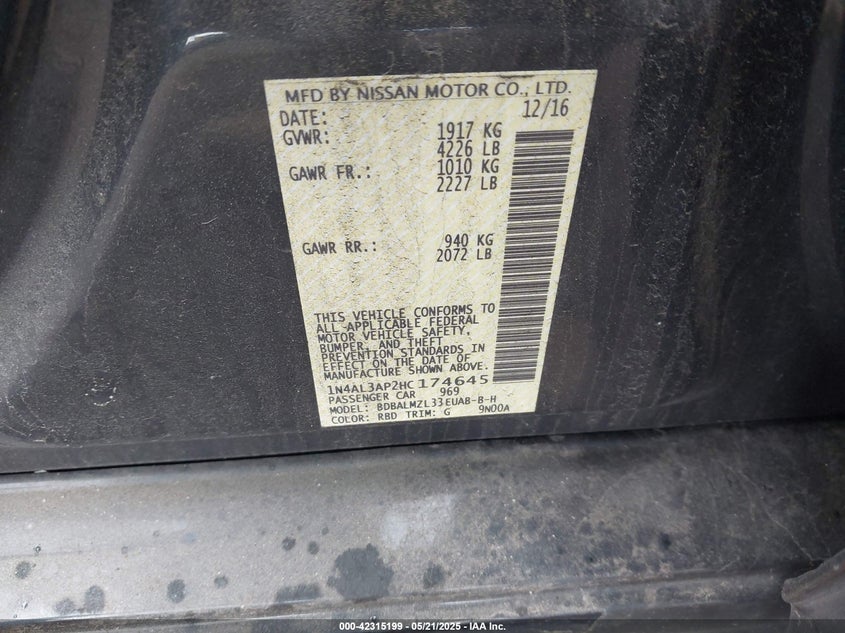 MFD BY NISSAN MOTOR CO., LTD.
DATE: 12/16
GVWR: 1917 KG
4226 LB
GAWR FR.: 1010 KG
2227 LB
GAWR RR.: 940 KG
2072 LB
THIS VEHICLE CONFORMS TO
ALL APPLICABLE FEDERAL
MOTOR VEHICLE SAFETY,
BUMPER, AND THEFT
PREVENTION STANDARDS IN
EFFECT ON THE DATE OF
MANUFACTURE SHOWN ABOVE.
1N4AL3AP2HC174645
PASSENGER CAR 969
MODEL: BDBALMZL33EUAB-B-H
COLOR: RBD TRIM: G 9N00A
000-42315199 - 05/21/2025 - IAA Inc.